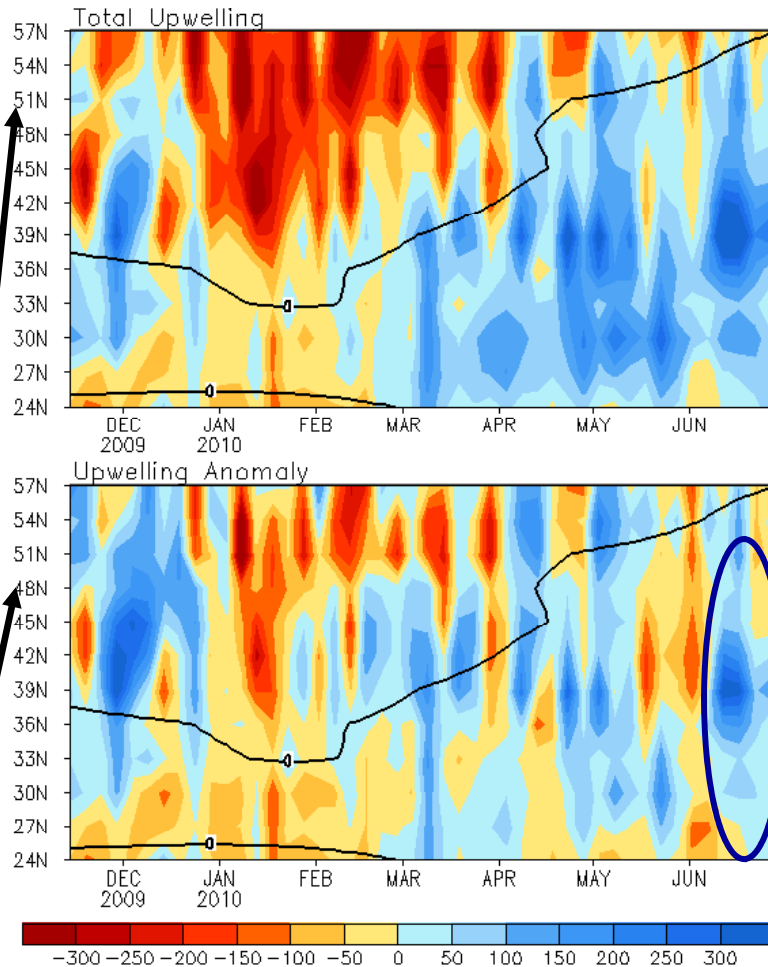 Total Upwelling
57N
54N
51N
48N
45N
42N
39N
36N
33N
30N
27N
24N
0
0
DEC JAN FEB MAR APR MAY JUN
2009 2010
Upwelling Anomaly
57N
54N
51N
48N
45N
42N
39N
36N
33N
30N
27N
24N
0
0
DEC JAN FEB MAR APR MAY JUN
2009 2010
-300 -250 -200 -150 -100 -50 0 50 100 150 200 250 300